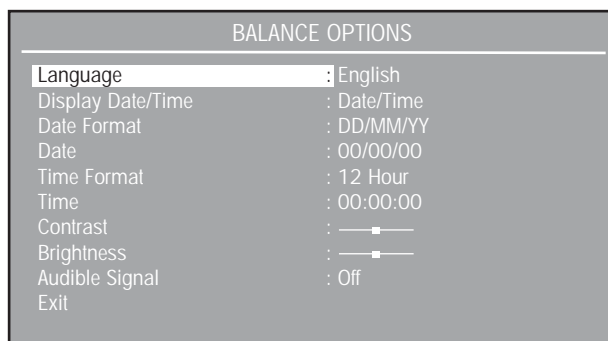 BALANCE OPTIONS
Language : English
Display Date/Time : Date/Time
Date Format : DD/MM/YY
Date : 00/00/00
Time Format : 12 Hour
Time : 00:00:00
Contrast :
Brightness :
Audible Signal : Off
Exit